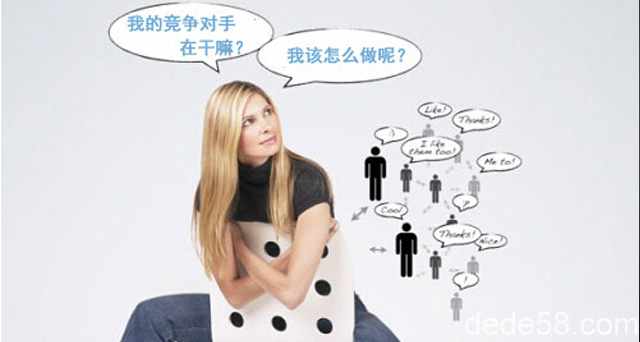 我的竞争对手
在干嘛？
我该怎么做呢？
Like!
Thanks!
:)
I like
them too!
Me to!
Cool
?
Thanks!
Nice!
!
dede58.com